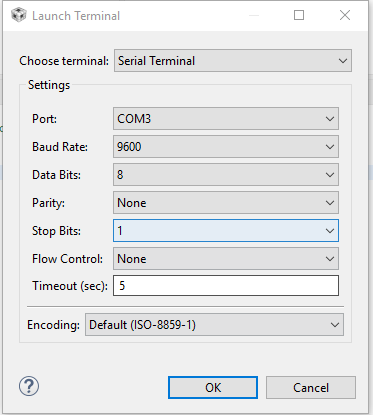 Launch Terminal
Choose terminal: Serial Terminal
Settings
Port: COM3
Baud Rate: 9600
Data Bits: 8
Parity: None
Stop Bits: 1
Flow Control: None
Timeout (sec): 5
Encoding: Default (ISO-8859-1)
? OK Cancel